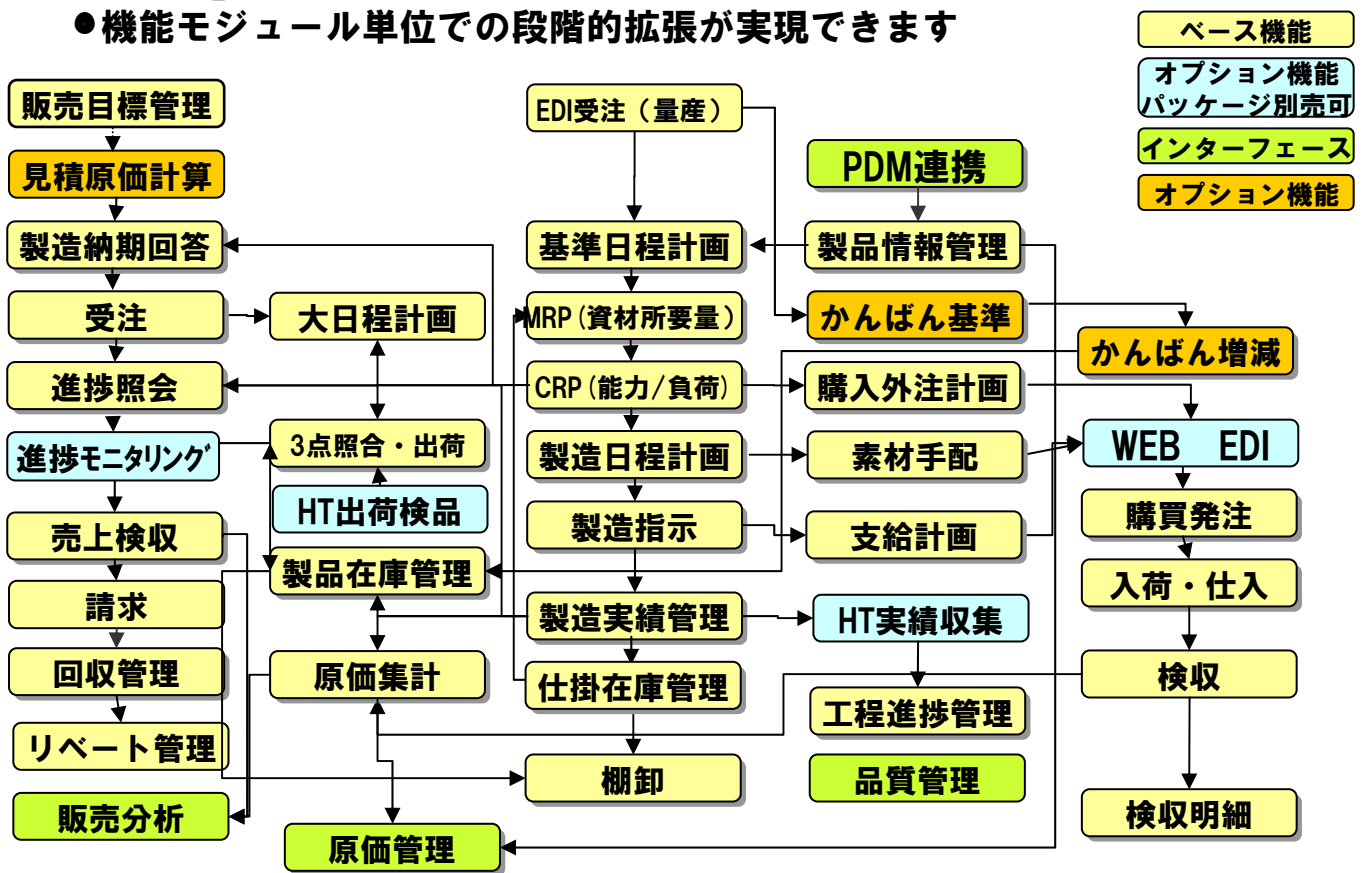 ●機能モジュール単位での段階的拡張が実現できます
ベース機能
オプション機能
パッケージ別売可
インターフェース
オプション機能
販売目標管理
見積原価計算
製造納期回答
受注
進捗照会
進捗モニタリング
売上検収
請求
回収管理
リベート管理
販売分析
大日程計画
3点照合・出荷
HT出荷検品
製品在庫管理
原価集計
原価管理
EDI受注(量産)
基準日程計画
MRP(資材所要量)
CRP(能力/負荷)
製造日程計画
製造指示
製造実績管理
仕掛在庫管理
棚卸
PDM連携
製品情報管理
かんばん基準
購入外注計画
素材手配
支給計画
HT実績収集
工程進捗管理
品質管理
かんばん増減
WEB EDI
購買発注
入荷・仕入
検収
検収明細